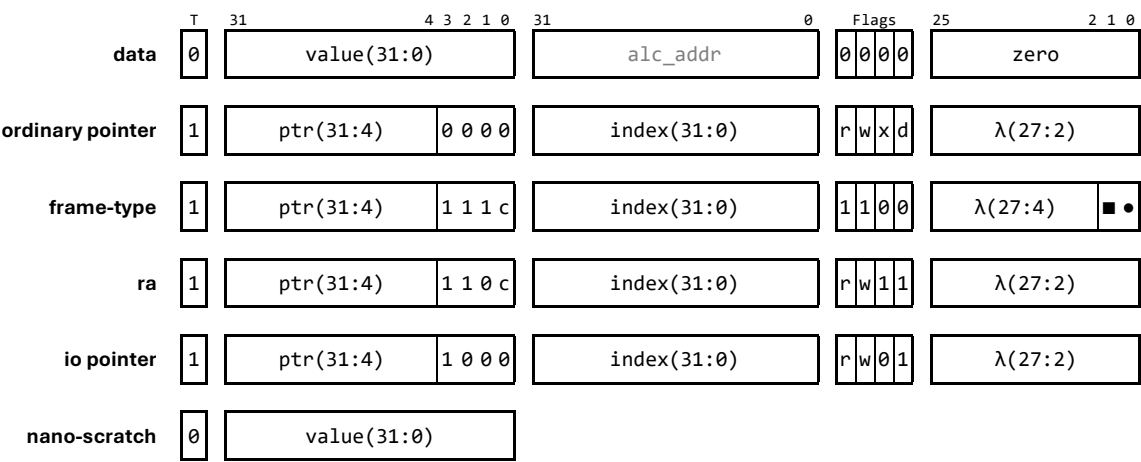 T 31 4 3 2 1 0 31 0 Flags 25 2 1 0
data 0 value(31:0) alc_addr 0 0 0 0 zero
ordinary pointer 1 ptr(31:4) 0 0 0 0 index(31:0) r w x d λ(27:2)
frame-type 1 ptr(31:4) 1 1 1 c index(31:0) 1 1 0 0 λ(27:4) ■ ●
ra 1 ptr(31:4) 1 1 0 c index(31:0) r w 1 1 λ(27:2)
io pointer 1 ptr(31:4) 1 0 0 0 index(31:0) r w 0 1 λ(27:2)
nano-scratch 0 value(31:0)